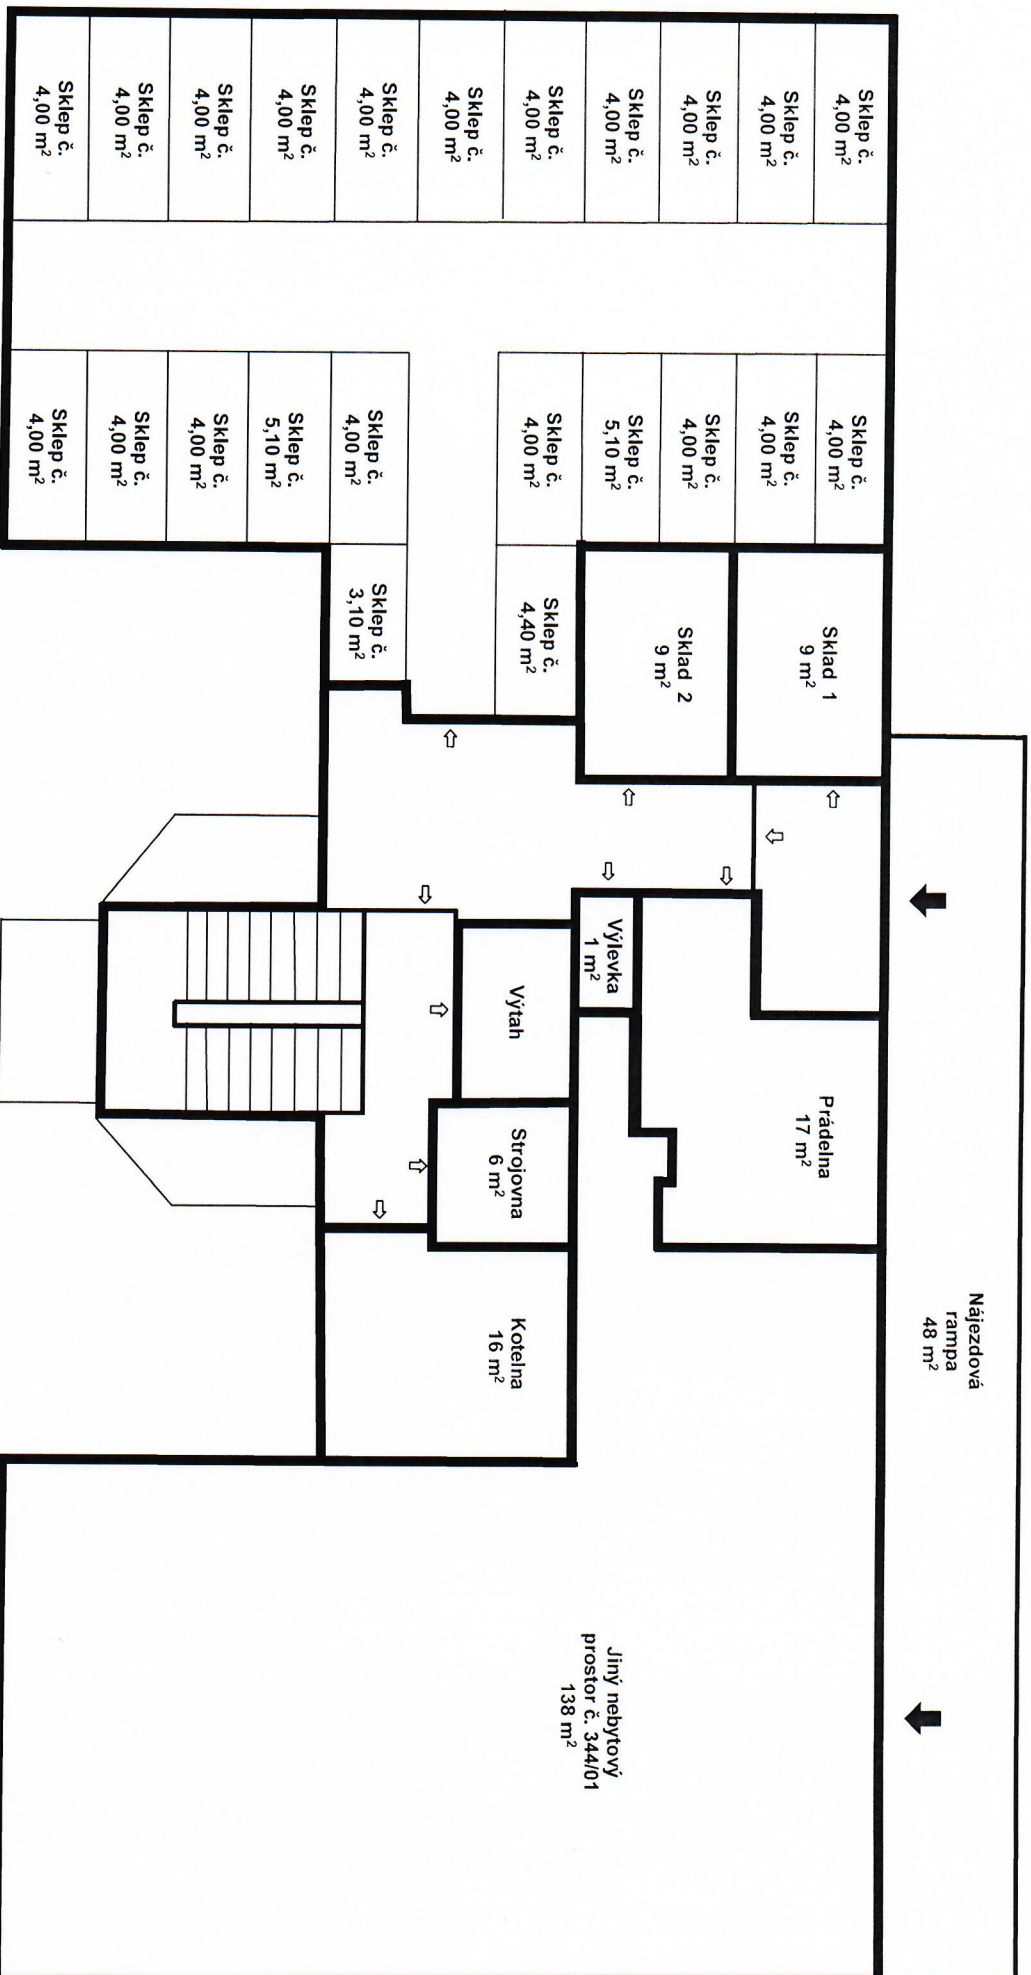 Sklep č.
4,00 m²
Sklep č.
4,00 m²
Sklep č.
4,00 m²
Sklep č.
4,00 m²
Sklep č.
4,00 m²
Sklep č.
4,00 m²
Sklep č.
4,00 m²
Sklep č.
4,00 m²
Sklep č.
4,00 m²
Sklep č.
4,00 m²
Sklep č.
4,00 m²
Sklep č.
4,00 m²
Sklep č.
4,00 m²
Sklep č.
4,00 m²
Sklep č.
5,10 m²
Sklep č.
4,00 m²
Sklep č.
4,00 m²
Sklep č.
5,10 m²
Sklep č.
4,00 m²
Sklep č.
4,00 m²
Sklep č.
4,00 m²
Sklep č.
3,10 m²
Sklep č.
4,40 m²
Sklad 2
9 m²
Sklad 1
9 m²
Výlevka
1 m²
Výtah
Strojovna
6 m²
Prádelna
17 m²
Kotelna
16 m²
Nájezdová
rampa
48 m²
Jiný nebytový
prostor č. 344/01
138 m²